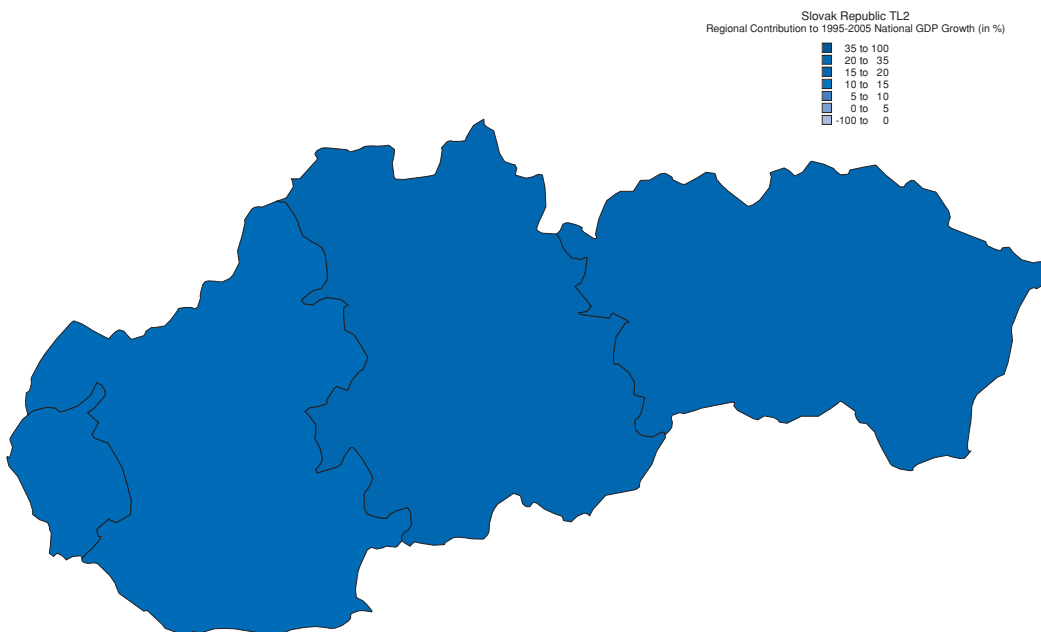 Slovak Republic TL2
Regional Contribution to 1995-2005 National GDP Growth (in %)
35 to 100
20 to 35
15 to 20
10 to 15
5 to 10
0 to 5
-100 to 0